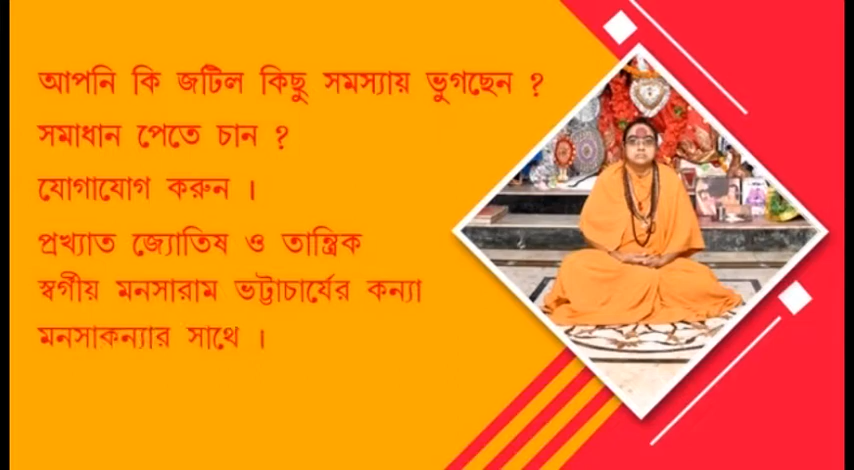 আপনি কি জটিল কিছু সমস্যায় ভুগছেন ?
সমাধান পেতে চান ?
যোগাযোগ করুন ।
প্রখ্যাত জ্যোতিষ ও তান্ত্রিক
স্বর্গীয় মনসারাম ভট্টাচার্যের কন্যা
মনসাকন্যার সাথে ।